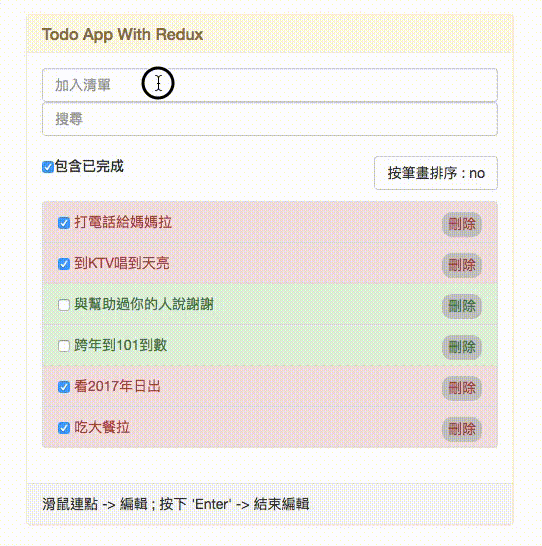 Todo App With Redux
加入清單
搜尋
包含已完成
按筆畫排序 : no
打電話給媽媽拉 刪除
到KTV唱到天亮 刪除
與幫助過你的人說謝謝 刪除
跨年到101到數 刪除
看2017年日出 刪除
吃大餐拉 刪除
滑鼠連點 -> 編輯 ; 按下 'Enter' -> 結束編輯